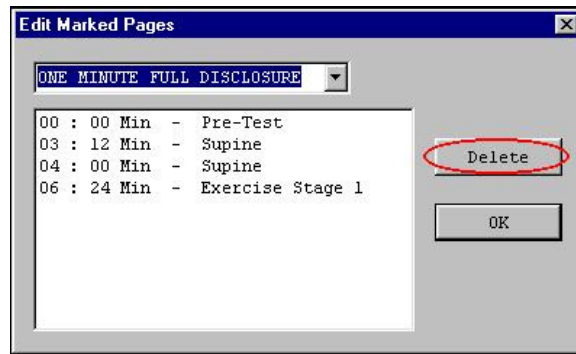 Edit Marked Pages
ONE MINUTE FULL DISCLOSURE
00 : 00 Min - Pre-Test
03 : 12 Min - Supine
04 : 00 Min - Supine
06 : 24 Min - Exercise Stage 1
Delete
OK